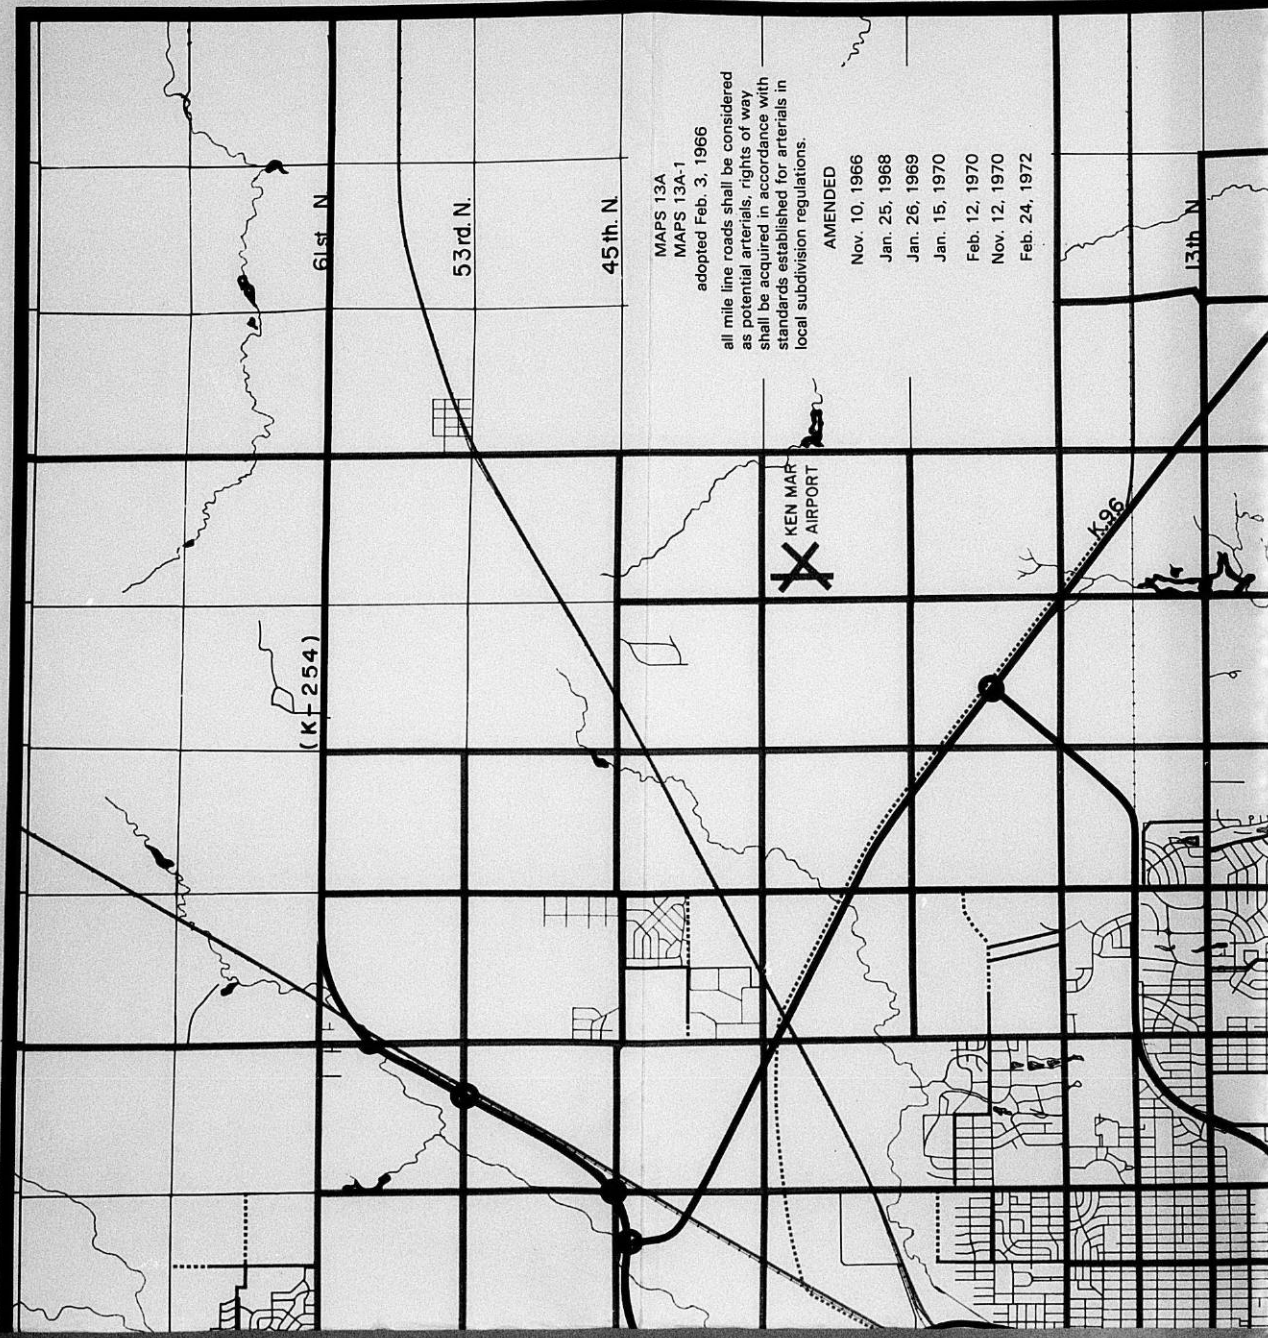 61st N
53rd. N.
45th. N.
MAPS 13A
MAPS 13A-1
adopted Feb. 3, 1966
all mile line roads shall be considered
as potential arterials, rights of way
shall be acquired in accordance with
standards established for arterials in
local subdivision regulations.
AMENDED
Nov. 10, 1966
Jan. 25, 1968
Jan. 26, 1969
Jan. 15, 1970
Feb. 12, 1970
Nov. 12, 1970
Feb. 24, 1972
13th N
KEN MAR
AIRPORT
K96
(K-254)